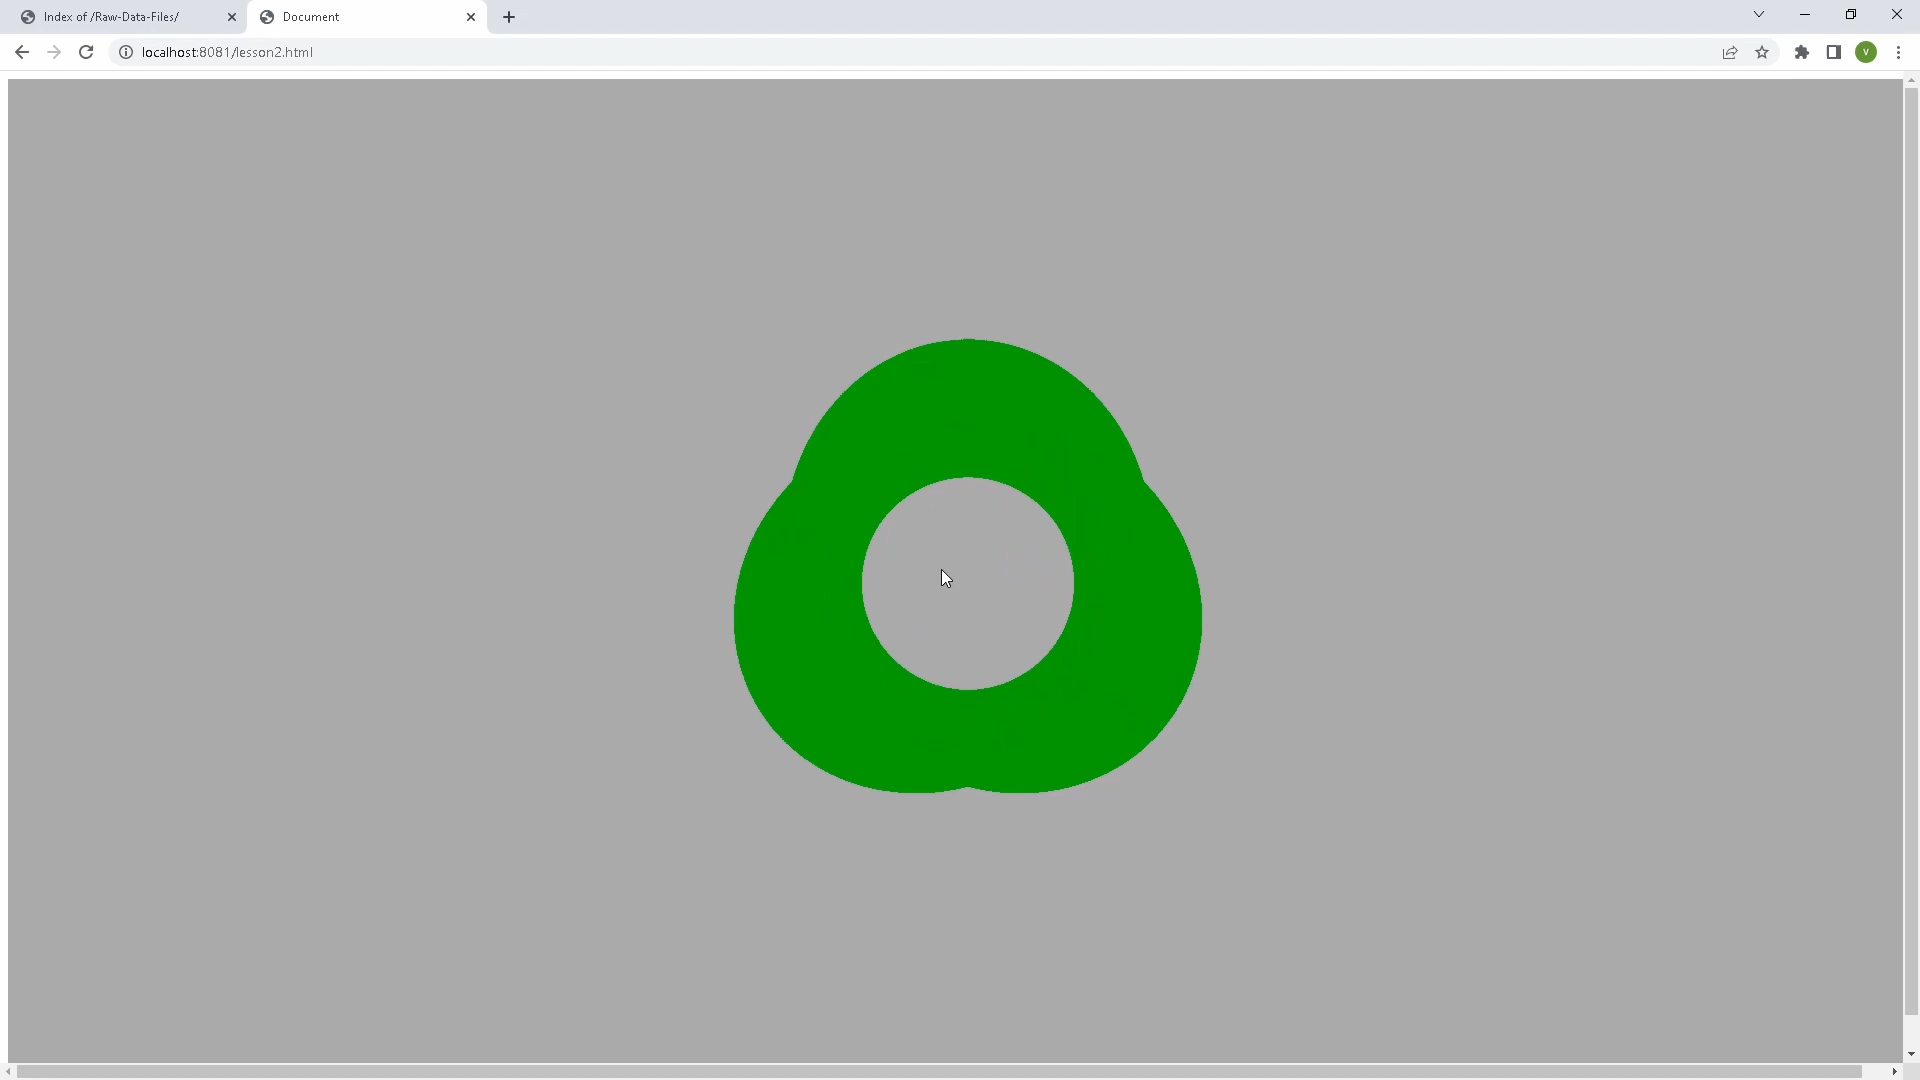 Index of /Raw-Data-Files/
Document
localhost:8081/lesson2.html
V